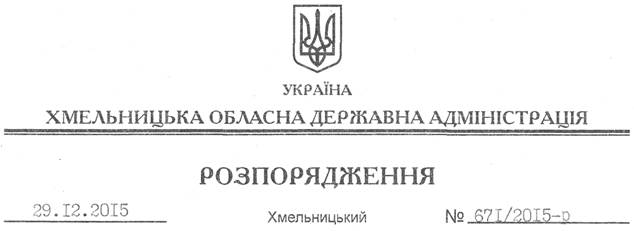 УКРАЇНА
ХМЕЛЬНИЦЬКА ОБЛАСНА ДЕРЖАВНА АДМІНІСТРАЦІЯ
РОЗПОРЯДЖЕННЯ
29.12.2015 Хмельницький № 671/2015-р